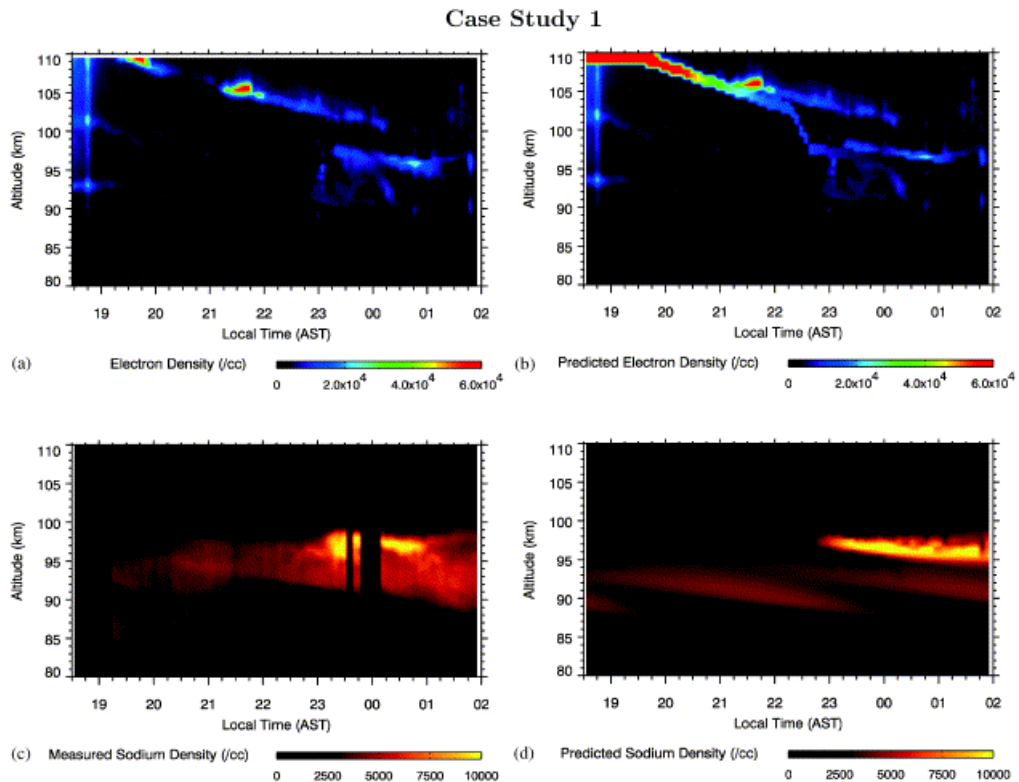 Case Study 1
110
105
100
95
90
85
80
Altitude (km)
19 20 21 22 23 00 01 02
Local Time (AST)
(a) Electron Density (/cc)
0 2.0x10^4 4.0x10^4 6.0x10^4
110
105
100
95
90
85
80
Altitude (km)
19 20 21 22 23 00 01 02
Local Time (AST)
(b) Predicted Electron Density (/cc)
0 2.0x10^4 4.0x10^4 6.0x10^4
110
105
100
95
90
85
80
Altitude (km)
19 20 21 22 23 00 01 02
Local Time (AST)
(c) Measured Sodium Density (/cc)
0 2500 5000 7500 10000
110
105
100
95
90
85
80
Altitude (km)
19 20 21 22 23 00 01 02
Local Time (AST)
(d) Predicted Sodium Density (/cc)
0 2500 5000 7500 10000